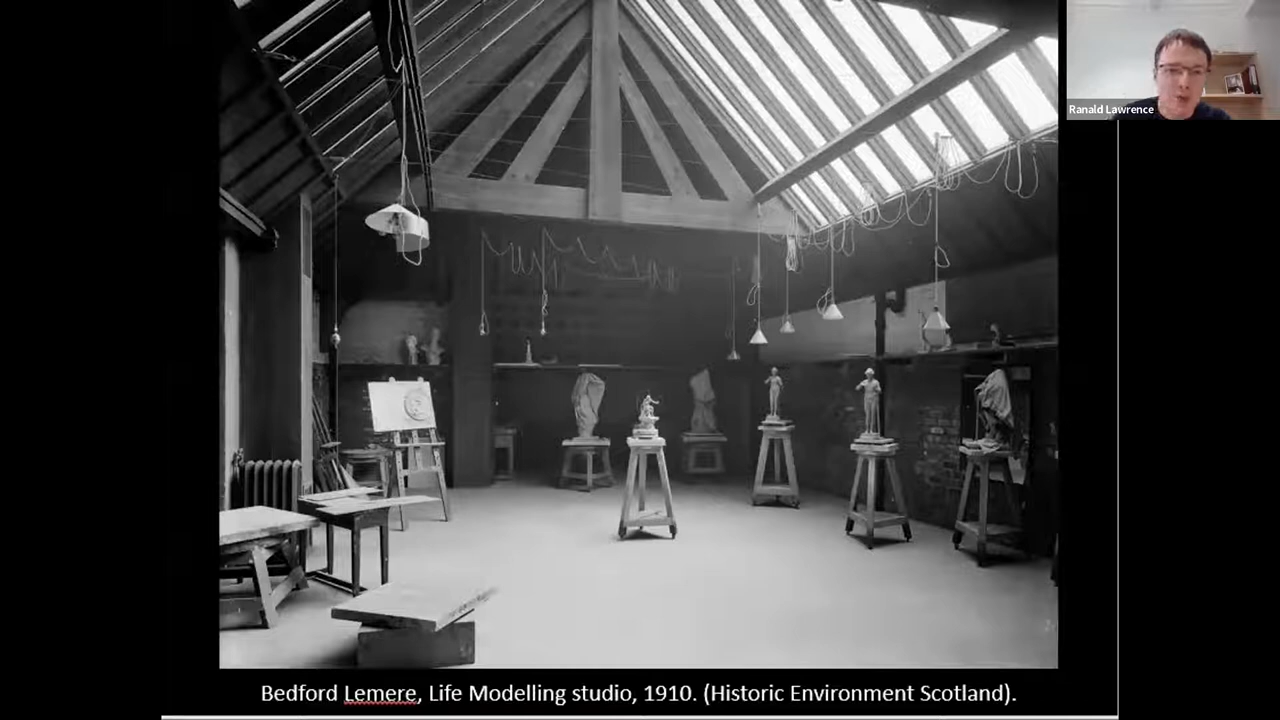 Ranald Lawrence
Bedford Lemere, Life Modelling studio, 1910. (Historic Environment Scotland).